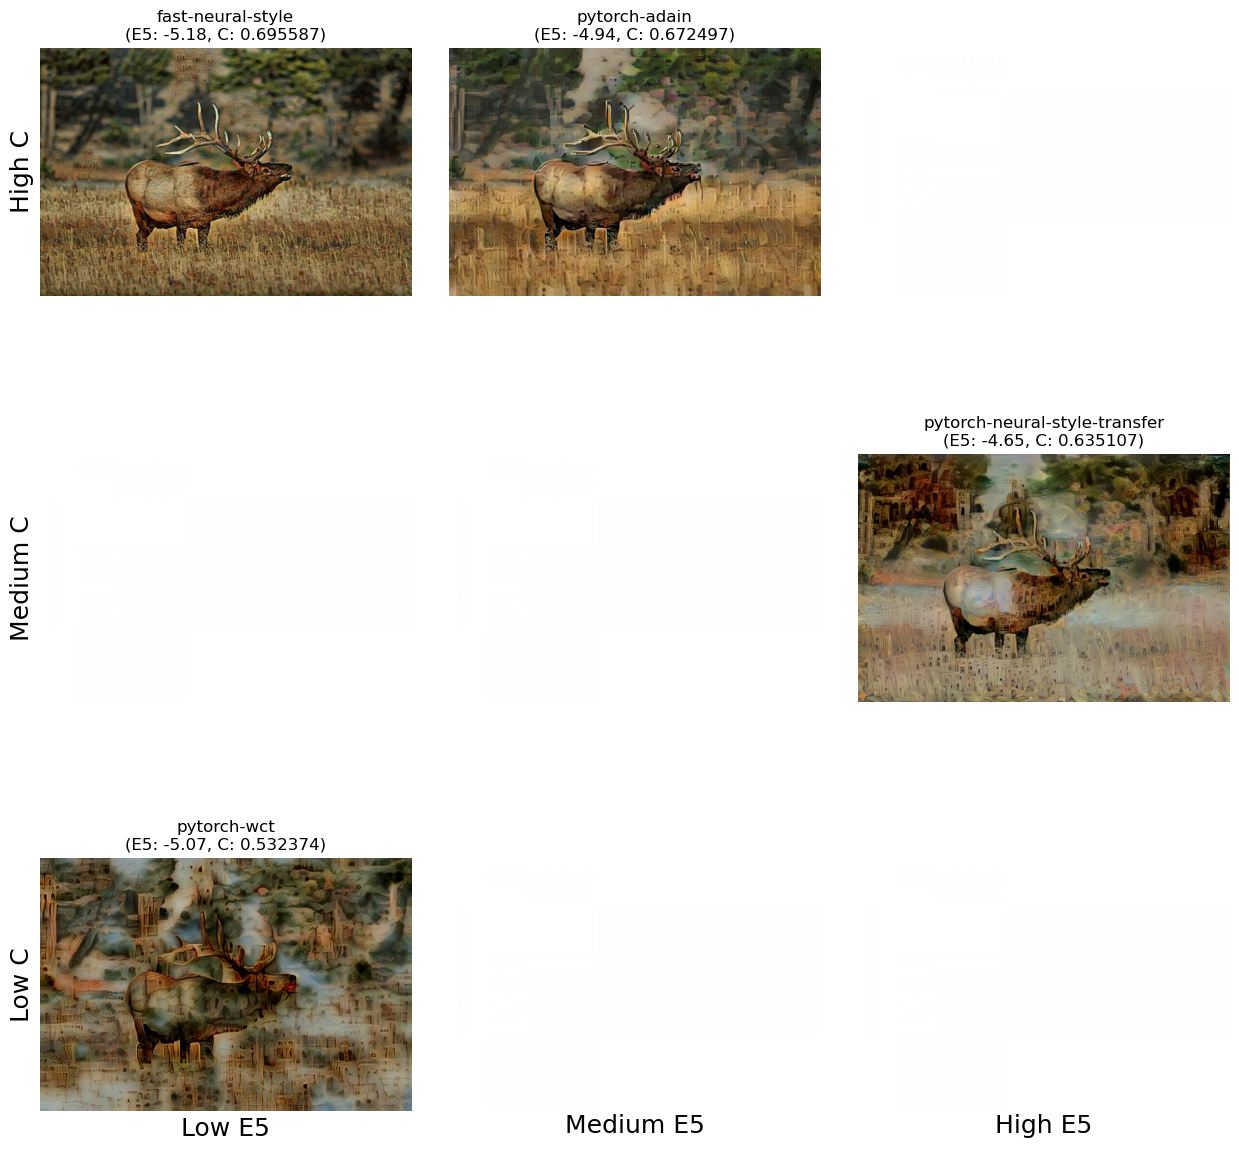 fast-neural-style
(E5: -5.18, C: 0.695587)
pytorch-adain
(E5: -4.94, C: 0.672497)
High C
pytorch-neural-style-transfer
(E5: -4.65, C: 0.635107)
Medium C
pytorch-wct
(E5: -5.07, C: 0.532374)
Low C
Low E5
Medium E5
High E5